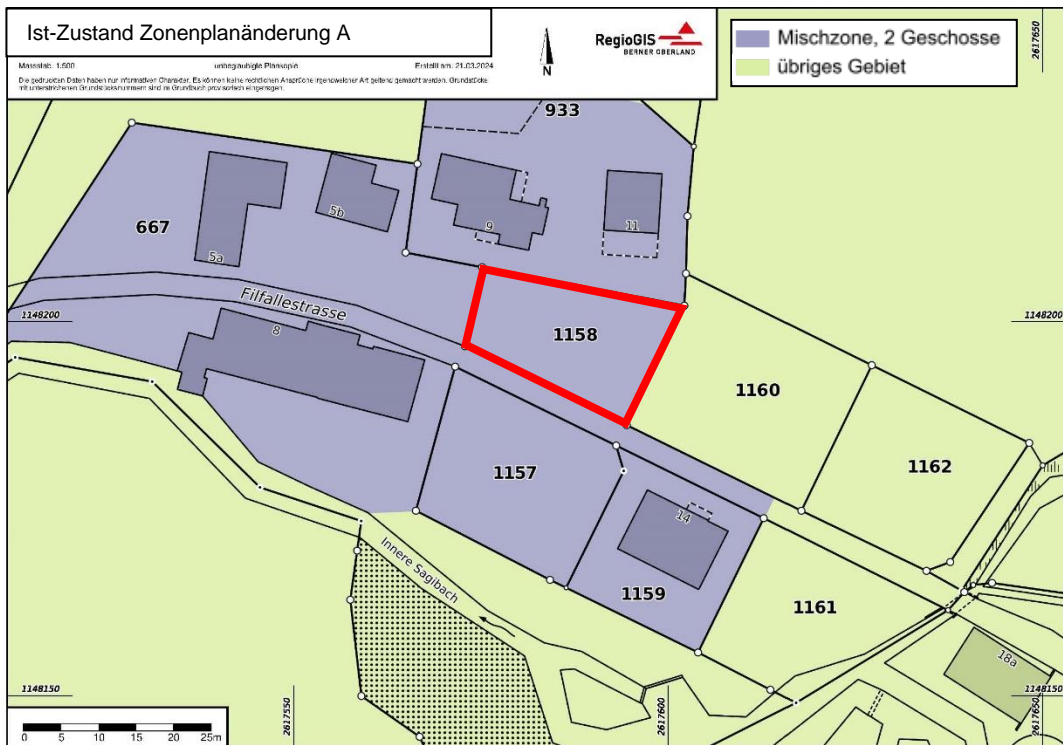 Ist-Zustand Zonenplanänderung A
RegioGIS
BERNER OBERLAND
N
Massstab: 1:500 unbeglaubigte Plankopie Erstellt am: 21.03.2024
Die gedruckten Daten haben nur informativen Charakter. Es können keine rechtlichen Ansprüche irgendwelcher Art geltend gemacht werden. Grundstücke
mit unterstrichenen Grundstücksnummern sind im Grundbuch provisorisch eingetragen.
Mischzone, 2 Geschosse
übriges Gebiet
2617650
933
5b
9
11
667
5a
Filfallestrasse
8
1148200
1148200
1158
1160
1162
1157
14
1159
1161
Innere Sagibach
18a
1148150
1148150
2617550
2617600
2617650
0 5 10 15 20 25m